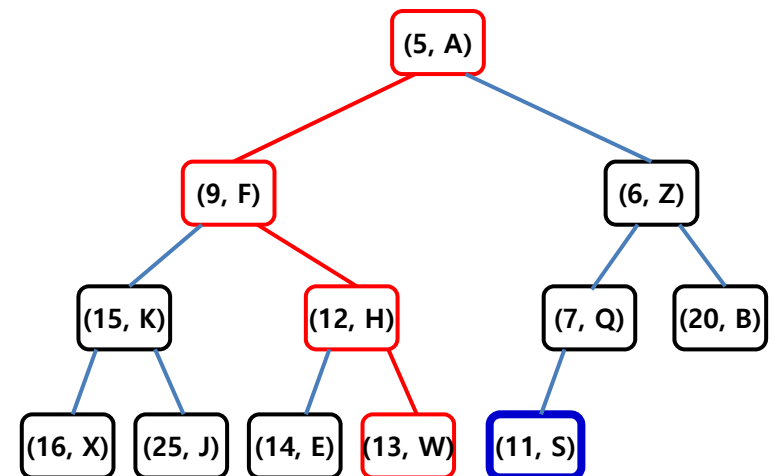 (5, A)
(9, F)
(6, Z)
(15, K)
(12, H)
(7, Q)
(20, B)
(16, X)
(25, J)
(14, E)
(13, W)
(11, S)